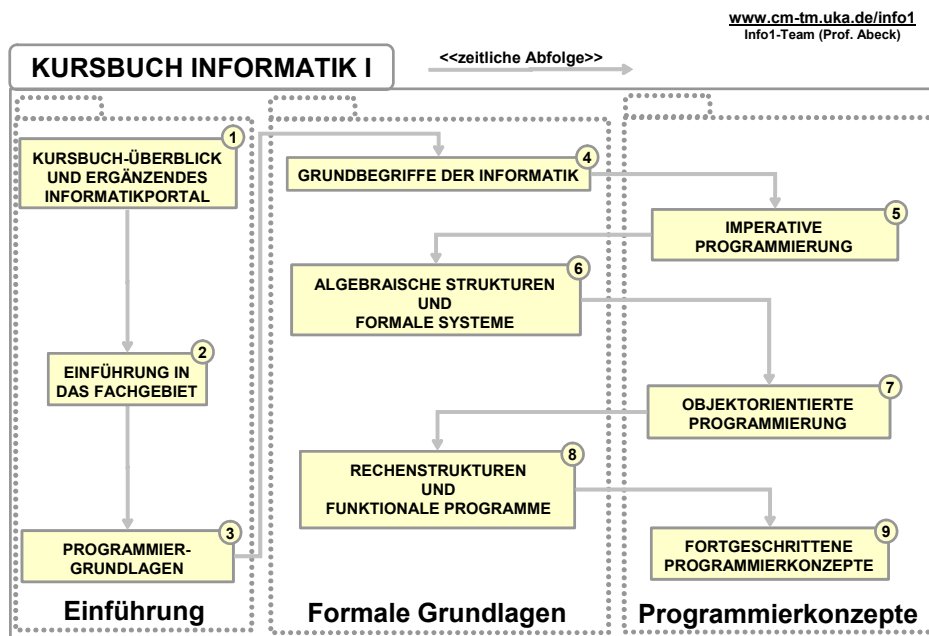 www.cm-tm.uka.de/info1
Info1-Team (Prof. Abeck)
KURSBUCH INFORMATIK I
<<zeitliche Abfolge>>
1
KURSBUCH-ÜBERBLICK
UND ERGÄNZENDES
INFORMATIKPORTAL
2
EINFÜHRUNG IN
DAS FACHGEBIET
3
PROGRAMMIER-
GRUNDLAGEN
Einführung
4
GRUNDBEGRIFFE DER INFORMATIK
6
ALGEBRAISCHE STRUKTUREN
UND
FORMALE SYSTEME
8
RECHENSTRUKTUREN
UND
FUNKTIONALE PROGRAMME
Formale Grundlagen
5
IMPERATIVE
PROGRAMMIERUNG
7
OBJEKTORIENTIERTE
PROGRAMMIERUNG
9
FORTGESCHRITTENE
PROGRAMMIERKONZEPTE
Programmierkonzepte